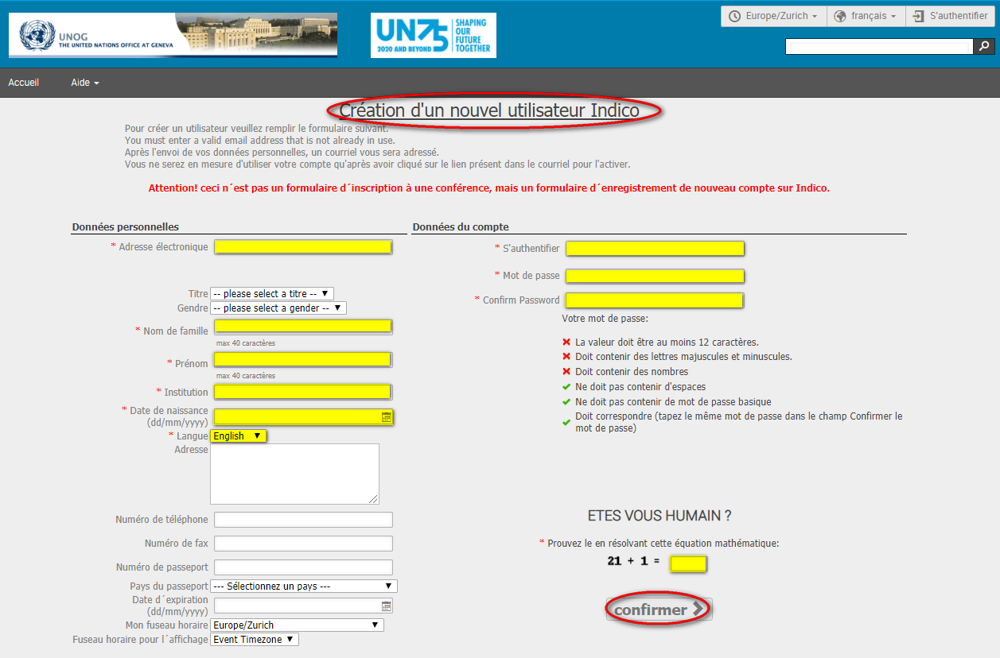 UNOG
THE UNITED NATIONS OFFICE AT GENEVA
UN75
2020 AND BEYOND
SHAPING
OUR
FUTURE
TOGETHER
Europe/Zurich
français
S'authentifier
Accueil
Aide
Création d'un nouvel utilisateur Indico
Pour créer un utilisateur veuillez remplir le formulaire suivant.
You must enter a valid email address that is not already in use.
Après l'envoi de vos données personnelles, un courriel vous sera adressé.
Vous ne serez en mesure d'utiliser votre compte qu'après avoir cliqué sur le lien présent dans le courriel pour l'activer.
Attention! ceci n´est pas un formulaire d´inscription à une conférence, mais un formulaire d´enregistrement de nouveau compte sur Indico.
Données personnelles
* Adresse électronique
Titre -- please select a titre --
Gendre -- please select a gender --
* Nom de famille
max 40 caractères
* Prénom
max 40 caractères
* Institution
* Date de naissance
(dd/mm/yyyy)
* Langue English
Adresse
Numéro de téléphone
Numéro de fax
Numéro de passeport
Pays du passeport --- Sélectionnez un pays ---
Date d´expiration
(dd/mm/yyyy)
Mon fuseau horaire Europe/Zurich
Fuseau horaire pour l´affichage Event Timezone
Données du compte
* S'authentifier
* Mot de passe
* Confirm Password
Votre mot de passe:
La valeur doit être au moins 12 caractères.
Doit contenir des lettres majuscules et minuscules.
Doit contenir des nombres
Ne doit pas contenir d'espaces
Ne doit pas contenir de mot de passe basique
Doit correspondre (tapez le même mot de passe dans le champ Confirmer le
mot de passe)
ETES VOUS HUMAIN ?
* Prouvez le en résolvant cette équation mathématique:
21 + 1 =
confirmer